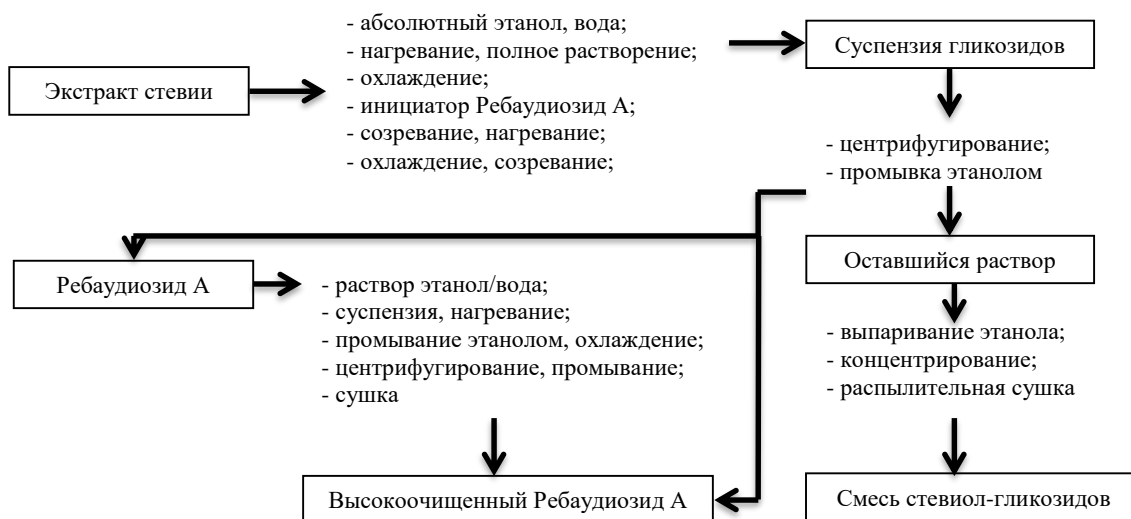 Экстракт стевии
- абсолютный этанол, вода;
- нагревание, полное растворение;
- охлаждение;
- инициатор Ребаудиозид А;
- созревание, нагревание;
- охлаждение, созревание;
Суспензия гликозидов
- центрифугирование;
- промывка этанолом
Ребаудиозид А
- раствор этанол/вода;
- суспензия, нагревание;
- промывание этанолом, охлаждение;
- центрифугирование, промывание;
- сушка
Высокоочищенный Ребаудиозид А
Оставшийся раствор
- выпаривание этанола;
- концентрирование;
- распылительная сушка
Смесь стевиол-гликозидов